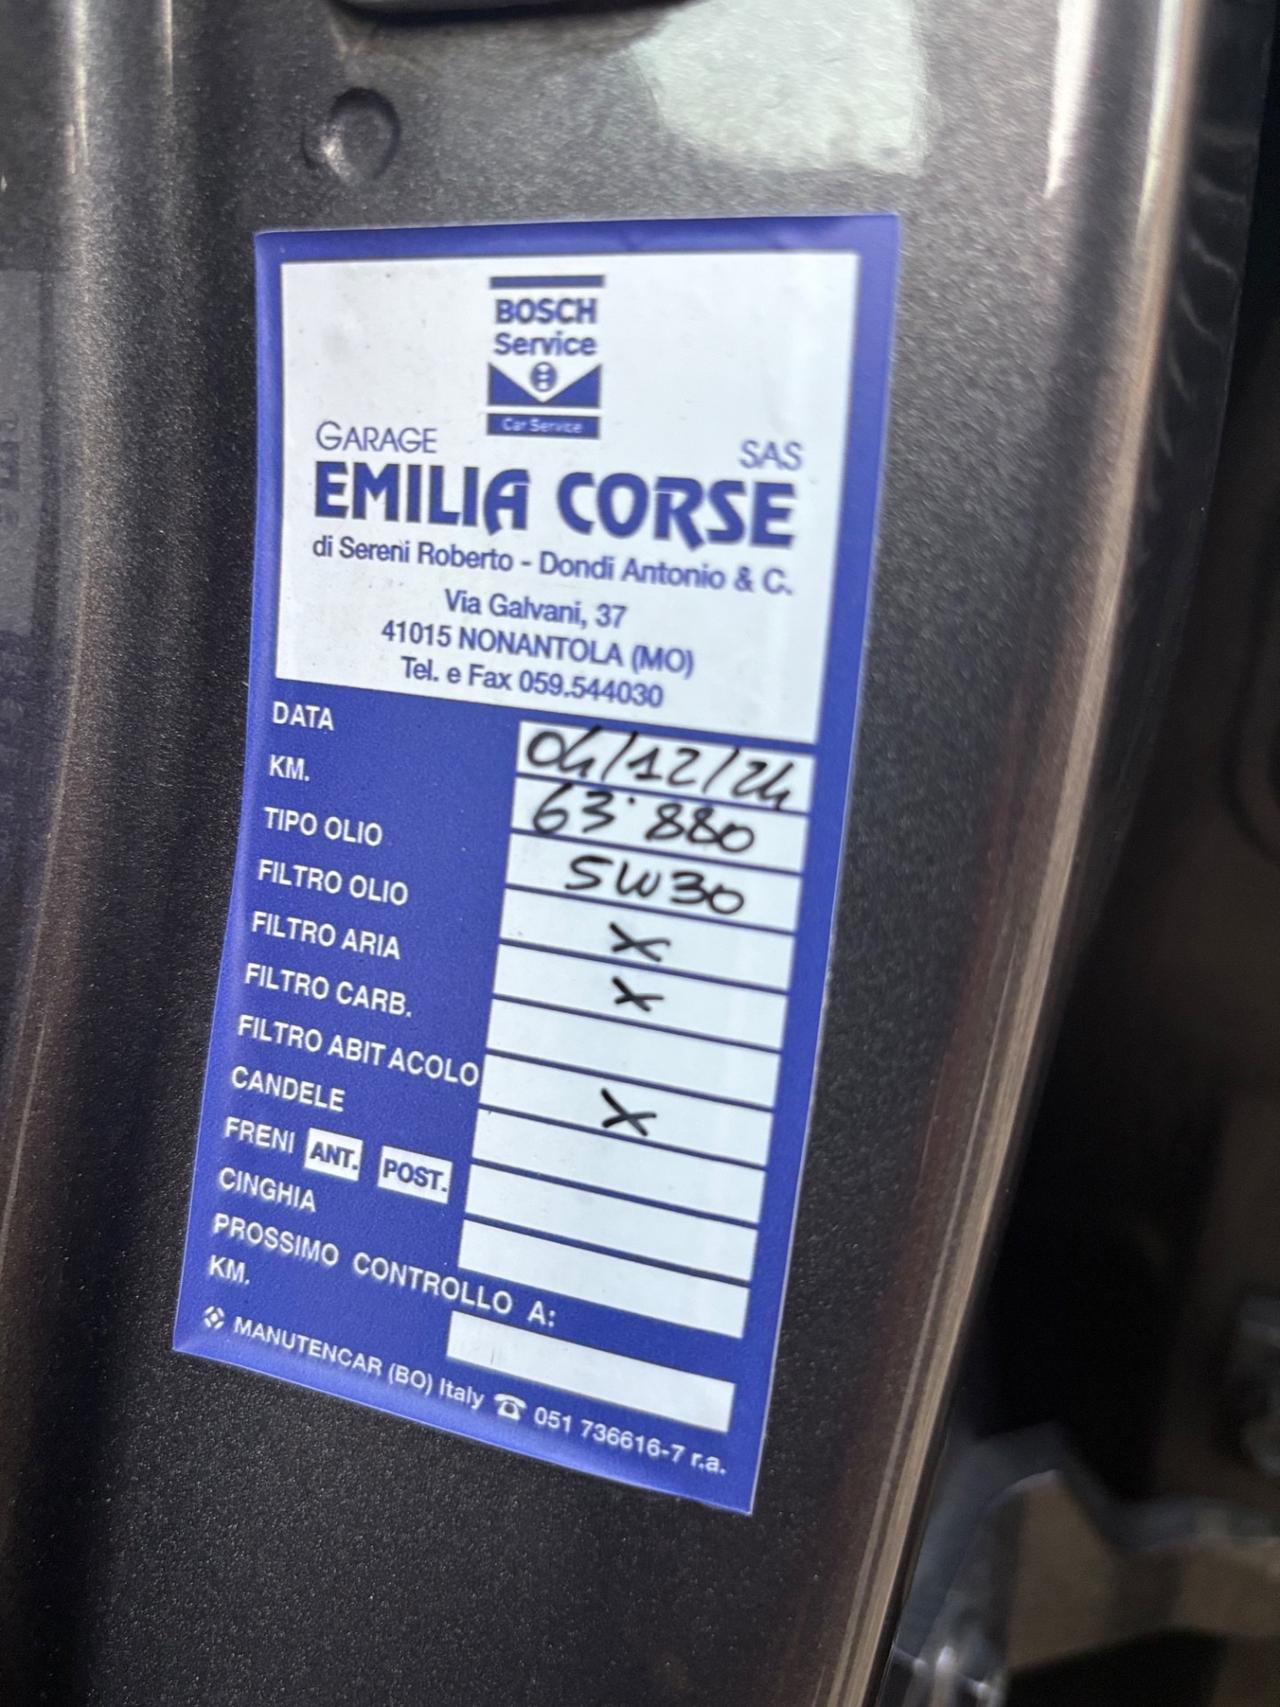 BOSCH
Service
Car Service
GARAGE SAS
EMILIA CORSE
di Sereni Roberto - Dondi Antonio & C.
Via Galvani, 37
41015 NONANTOLA (MO)
Tel. e Fax 059.544030
DATA 04/12/24
KM. 63'880
TIPO OLIO 5W30
FILTRO OLIO X
FILTRO ARIA X
FILTRO CARB.
FILTRO ABITACOLO X
CANDELE
FRENI ANT. POST.
CINGHIA
PROSSIMO CONTROLLO A:
KM.
MANUTENCAR (BO) Italy ☎ 051 736616-7 r.a.